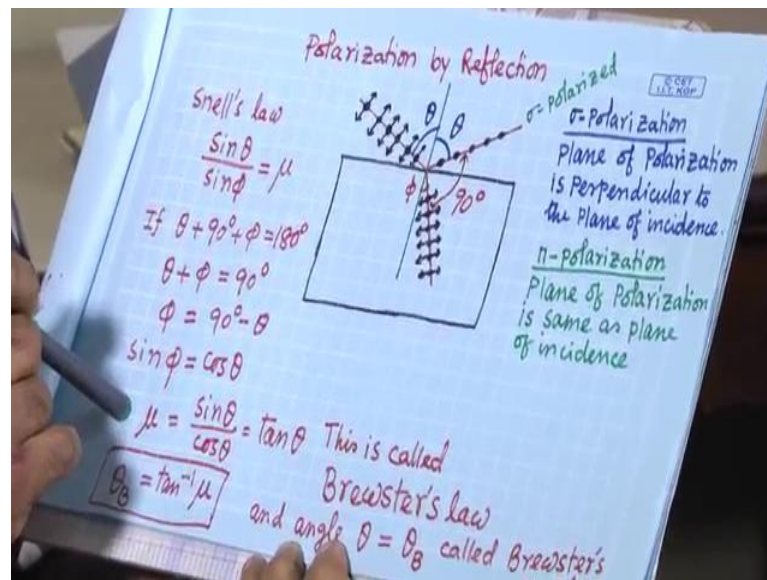 Polarization by Reflection
© CET
I.I.T. KGP
Snell's law
sinθ/sinφ = μ
If θ+90°+φ=180°
θ+φ=90°
φ = 90°-θ
sinφ = cosθ
μ = sinθ/cosθ = tanθ This is called
Brewster's law
θB = tan⁻¹μ
and angle θ = θB called Brewster's
θ
θ
σ-polarized
φ
90°
σ-Polarization
Plane of Polarization
is perpendicular to
the plane of incidence.
π-polarization
Plane of Polarization
is same as plane
of incidence